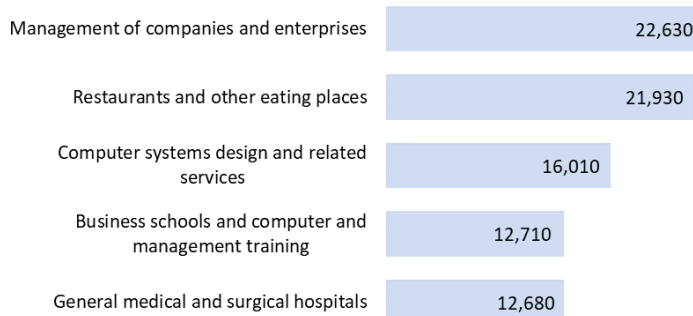 Management of companies and enterprises 22,630
Restaurants and other eating places 21,930
Computer systems design and related
services
16,010
Business schools and computer and
management training
12,710
General medical and surgical hospitals 12,680